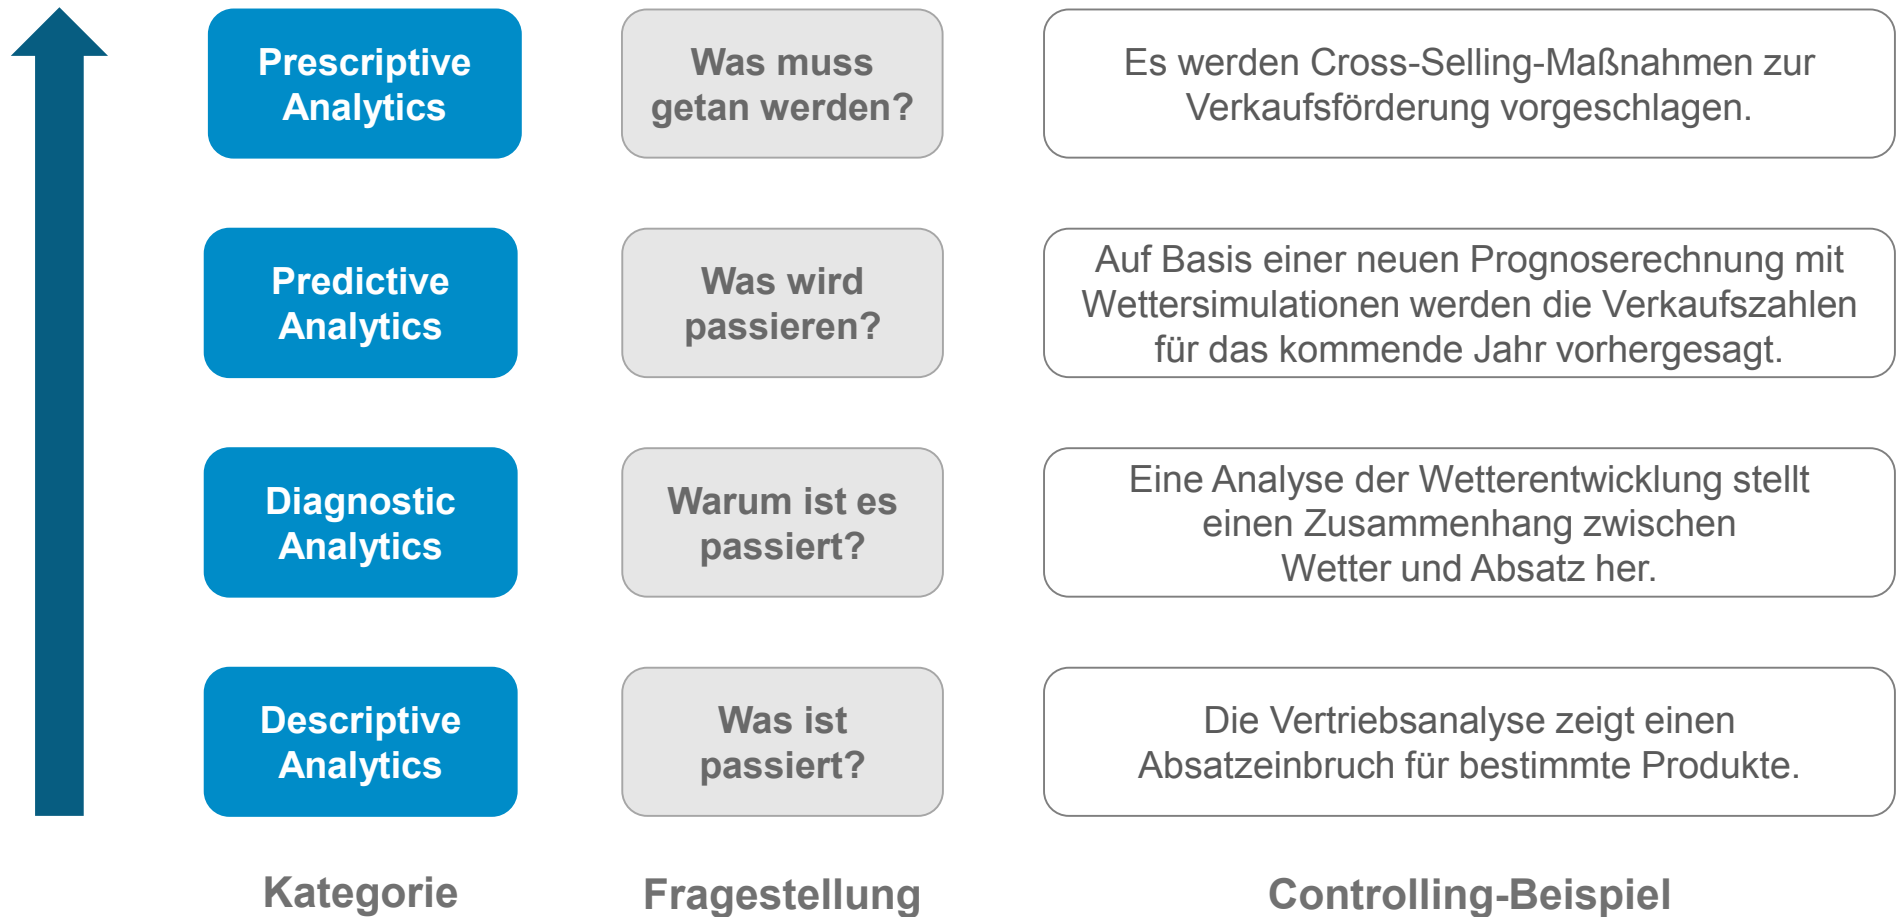 Prescriptive
Analytics
Was muss
getan werden?
Es werden Cross-Selling-Maßnahmen zur
Verkaufsförderung vorgeschlagen.
Predictive
Analytics
Was wird
passieren?
Auf Basis einer neuen Prognoserechnung mit
Wettersimulationen werden die Verkaufszahlen
für das kommende Jahr vorhergesagt.
Diagnostic
Analytics
Warum ist es
passiert?
Eine Analyse der Wetterentwicklung stellt
einen Zusammenhang zwischen
Wetter und Absatz her.
Descriptive
Analytics
Was ist
passiert?
Die Vertriebsanalyse zeigt einen
Absatzeinbruch für bestimmte Produkte.
Kategorie
Fragestellung
Controlling-Beispiel